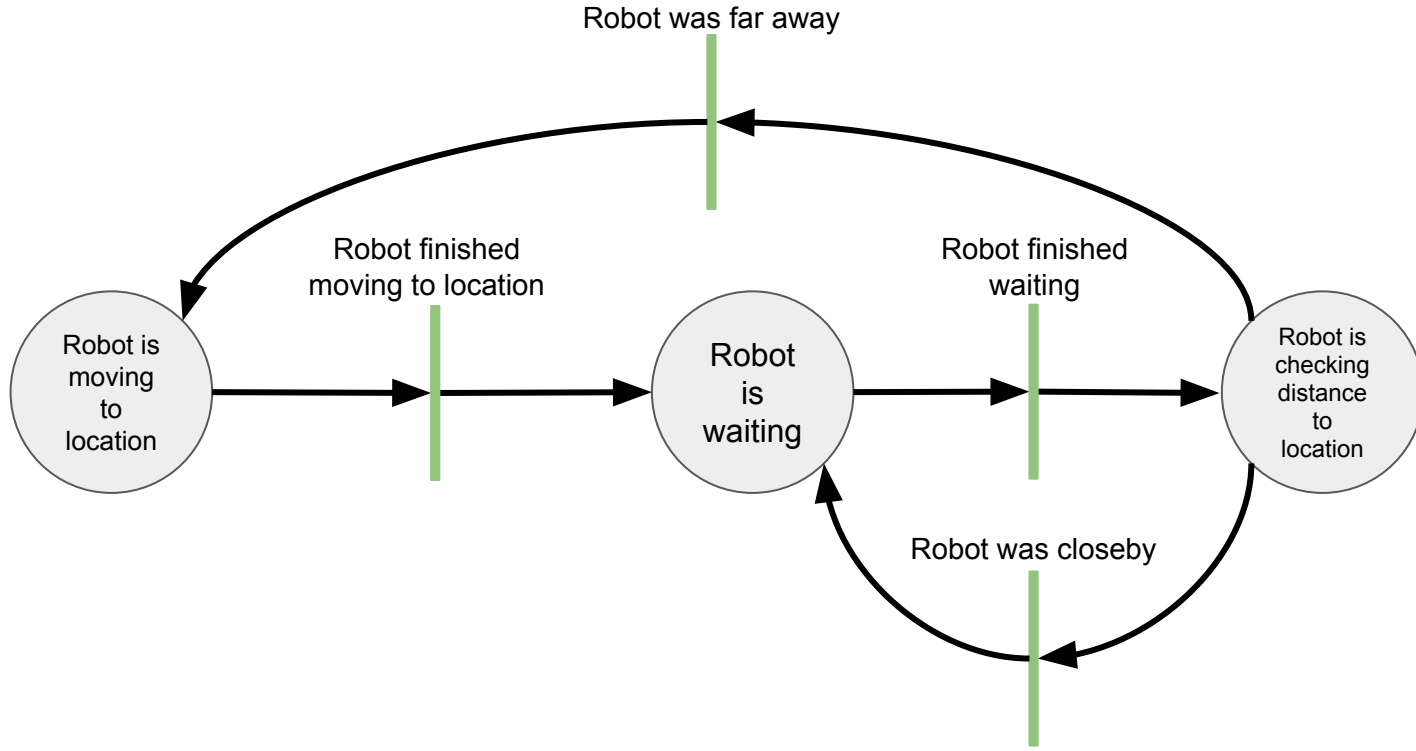 Robot was far away
Robot finished
moving to location
Robot finished
waiting
Robot is
moving
to
location
Robot
is
waiting
Robot is
checking
distance
to
location
Robot was closeby